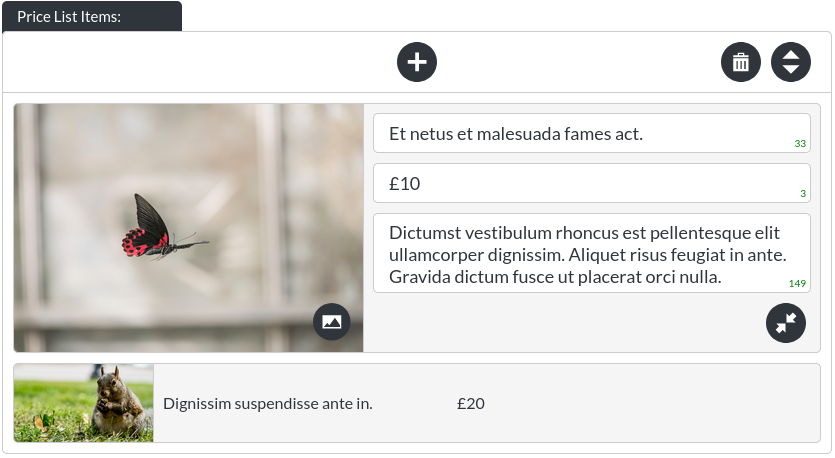 Price List Items:
Et netus et malesuada fames act.
33
£10
3
Dictumst vestibulum rhoncus est pellentesque elit
ullamcorper dignissim. Aliquet risus feugiat in ante.
Gravida dictum fusce ut placerat orci nulla.
149
Dignissim suspendisse ante in. £20